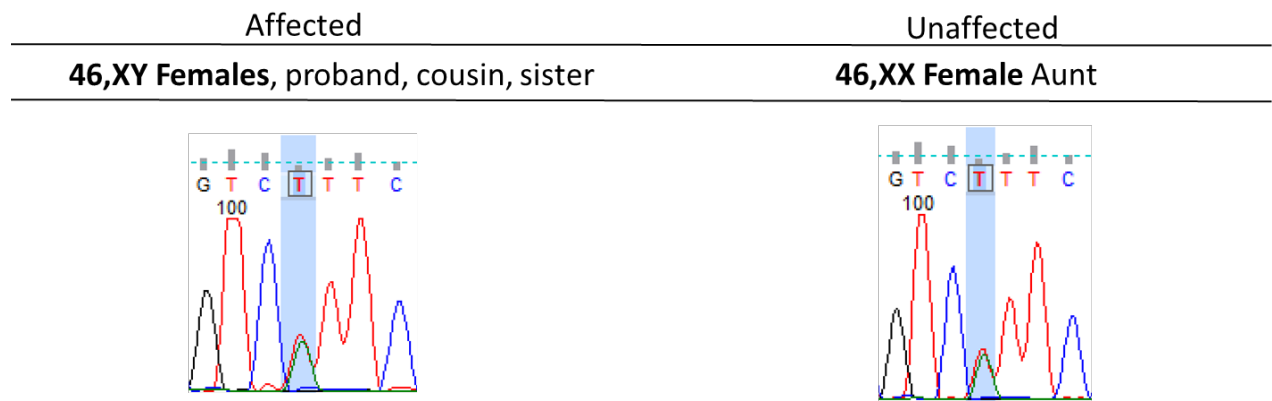 Affected Unaffected
46,XY Females, proband, cousin, sister 46,XX Female Aunt
G T C T T T C G T C T T T C
100 100